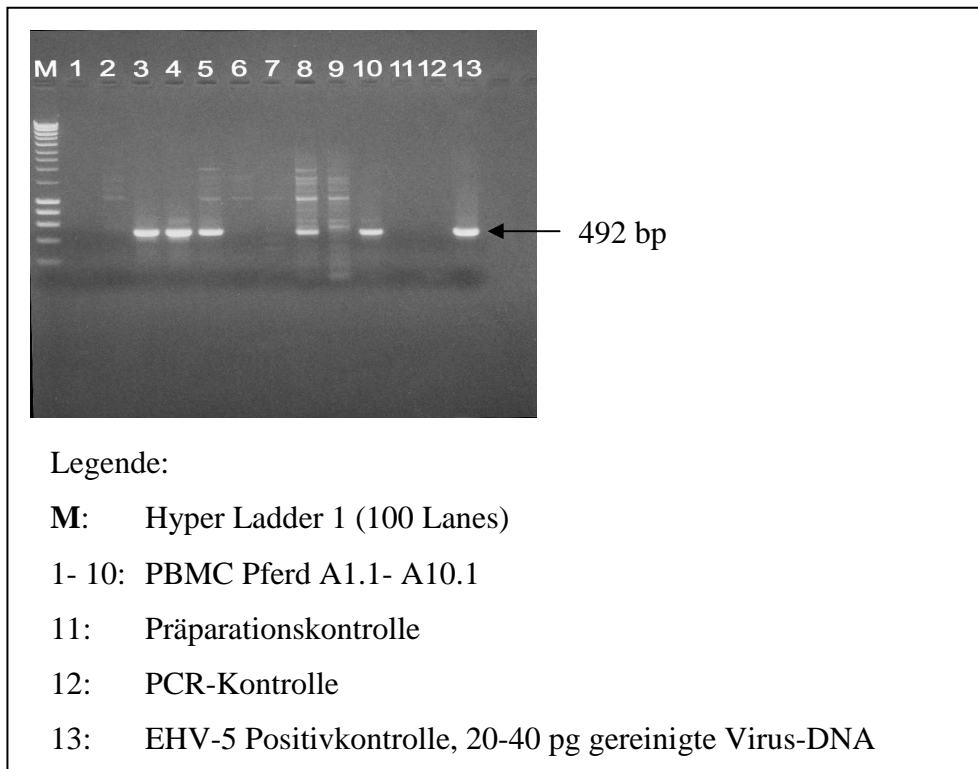 M 1 2 3 4 5 6 7 8 9 10 11 12 13
492 bp
Legende:
M: Hyper Ladder 1 (100 Lanes)
1- 10: PBMC Pferd A1.1- A10.1
11: Präparationskontrolle
12: PCR-Kontrolle
13: EHV-5 Positivkontrolle, 20-40 pg gereinigte Virus-DNA